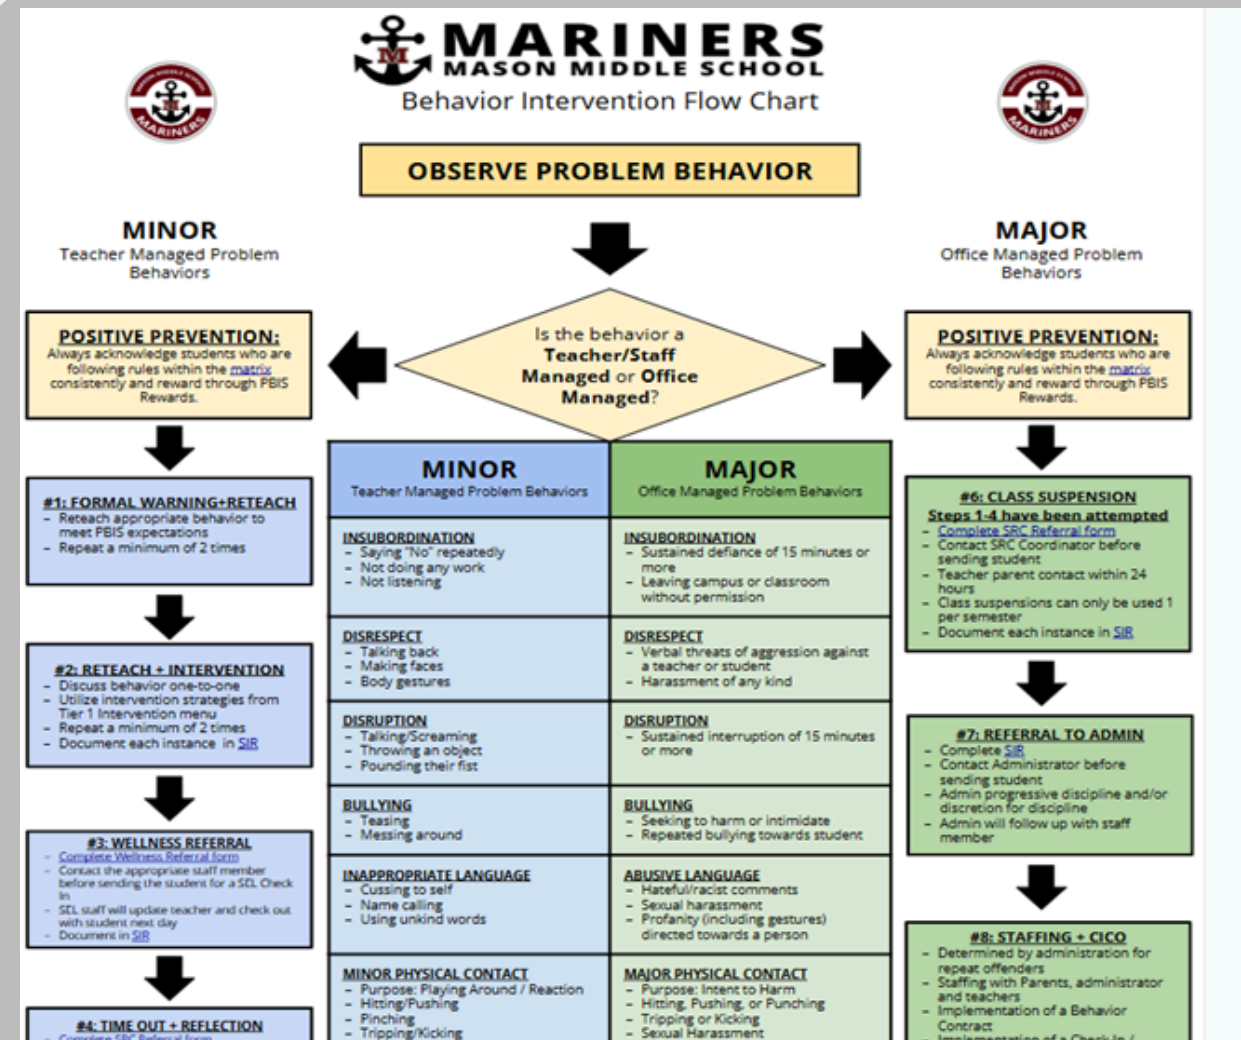 MARINERS
MASON MIDDLE SCHOOL
Behavior Intervention Flow Chart
M
MASON MIDDLE SCHOOL
M
MARINERS
MASON MIDDLE SCHOOL
M
MARINERS
OBSERVE PROBLEM BEHAVIOR
MINOR
Teacher Managed Problem
Behaviors
MAJOR
Office Managed Problem
Behaviors
Is the behavior a
Teacher/Staff
Managed or Office
Managed?
POSITIVE PREVENTION:
Always acknowledge students who are
following rules within the matrix
consistently and reward through PBIS
Rewards.
#1: FORMAL WARNING+RETEACH
– Reteach appropriate behavior to
meet PBIS expectations
– Repeat a minimum of 2 times
#2: RETEACH + INTERVENTION
– Discuss behavior one-to-one
– Utilize intervention strategies from
Tier 1 Intervention menu
– Repeat a minimum of 2 times
– Document each instance in SIR
#3: WELLNESS REFERRAL
– Complete Wellness Referral form
– Contact the appropriate staff member
before sending the student for a SEL Check
In
– SEL staff will update teacher and check out
with student next day
– Document in SIR
#4: TIME OUT + REFLECTION
– Complete SRC Referral form
MINOR
Teacher Managed Problem Behaviors
INSUBORDINATION
– Saying "No" repeatedly
– Not doing any work
– Not listening
DISRESPECT
– Talking back
– Making faces
– Body gestures
DISRUPTION
– Talking/Screaming
– Throwing an object
– Pounding their fist
BULLYING
– Teasing
– Messing around
INAPPROPRIATE LANGUAGE
– Cussing to self
– Name calling
– Using unkind words
MINOR PHYSICAL CONTACT
– Purpose: Playing Around / Reaction
– Hitting/Pushing
– Pinching
– Tripping/Kicking
MAJOR
Office Managed Problem Behaviors
INSUBORDINATION
– Sustained defiance of 15 minutes or
more
– Leaving campus or classroom
without permission
DISRESPECT
– Verbal threats of aggression against
a teacher or student
– Harassment of any kind
DISRUPTION
– Sustained interruption of 15 minutes
or more
BULLYING
– Seeking to harm or intimidate
– Repeated bullying towards student
ABUSIVE LANGUAGE
– Hateful/racist comments
– Sexual harassment
– Profanity (including gestures)
directed towards a person
MAJOR PHYSICAL CONTACT
– Purpose: Intent to Harm
– Hitting, Pushing, or Punching
– Tripping or Kicking
– Sexual Harassment
POSITIVE PREVENTION:
Always acknowledge students who are
following rules within the matrix
consistently and reward through PBIS
Rewards.
#6: CLASS SUSPENSION
Steps 1-4 have been attempted
– Complete SRC Referral form
– Contact SRC Coordinator before
sending student
– Teacher parent contact within 24
hours
– Class suspensions can only be used 1
per semester
– Document each instance in SIR
#7: REFERRAL TO ADMIN
– Complete SIR
– Contact Administrator before
sending student
– Admin progressive discipline and/or
discretion for discipline
– Admin will follow up with staff
member
#8: STAFFING + CICO
– Determined by administration for
repeat offenders
– Staffing with Parents, administrator
and teachers
– Implementation of a Behavior
Contract
– Implementation of a Check In /